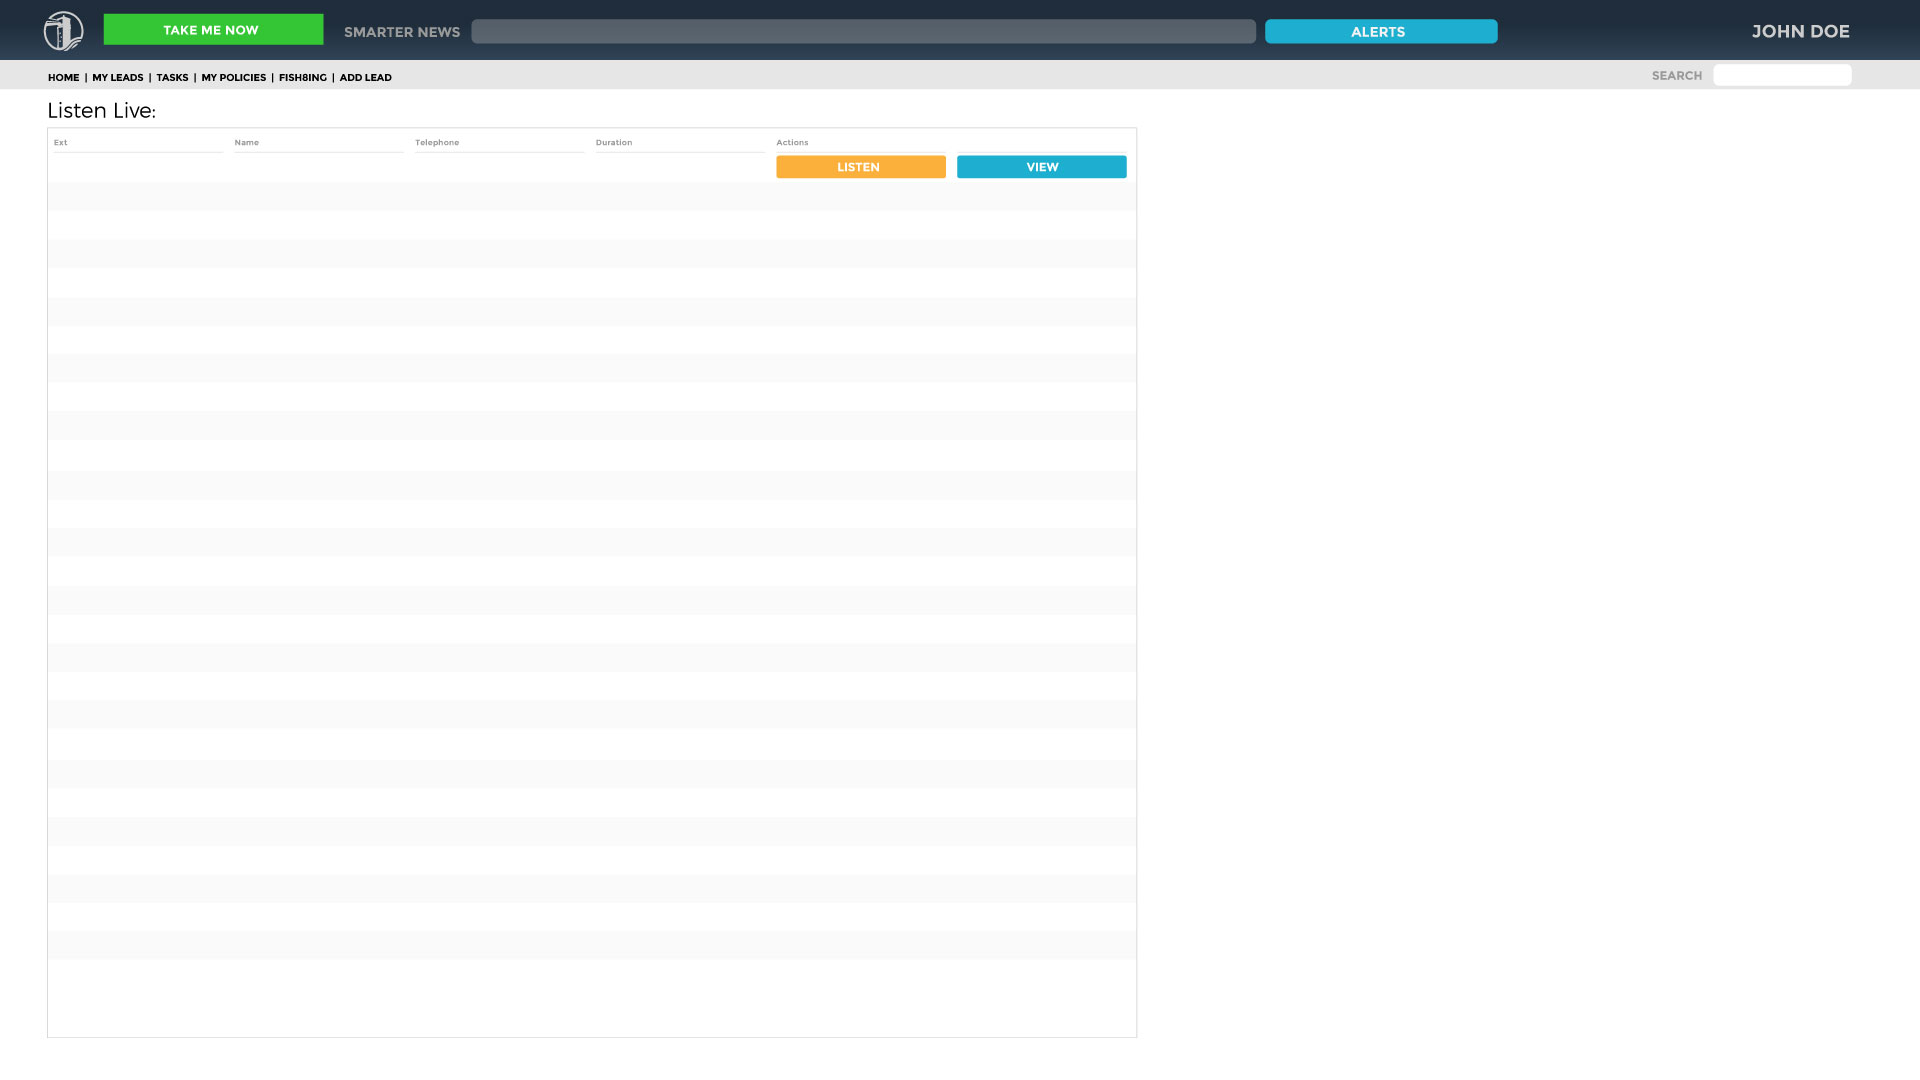 TAKE ME NOW SMARTER NEWS ALERTS JOHN DOE
HOME | MY LEADS | TASKS | MY POLICIES | FISH8ING | ADD LEAD SEARCH
Listen Live:
Ext Name Telephone Duration Actions
LISTEN VIEW